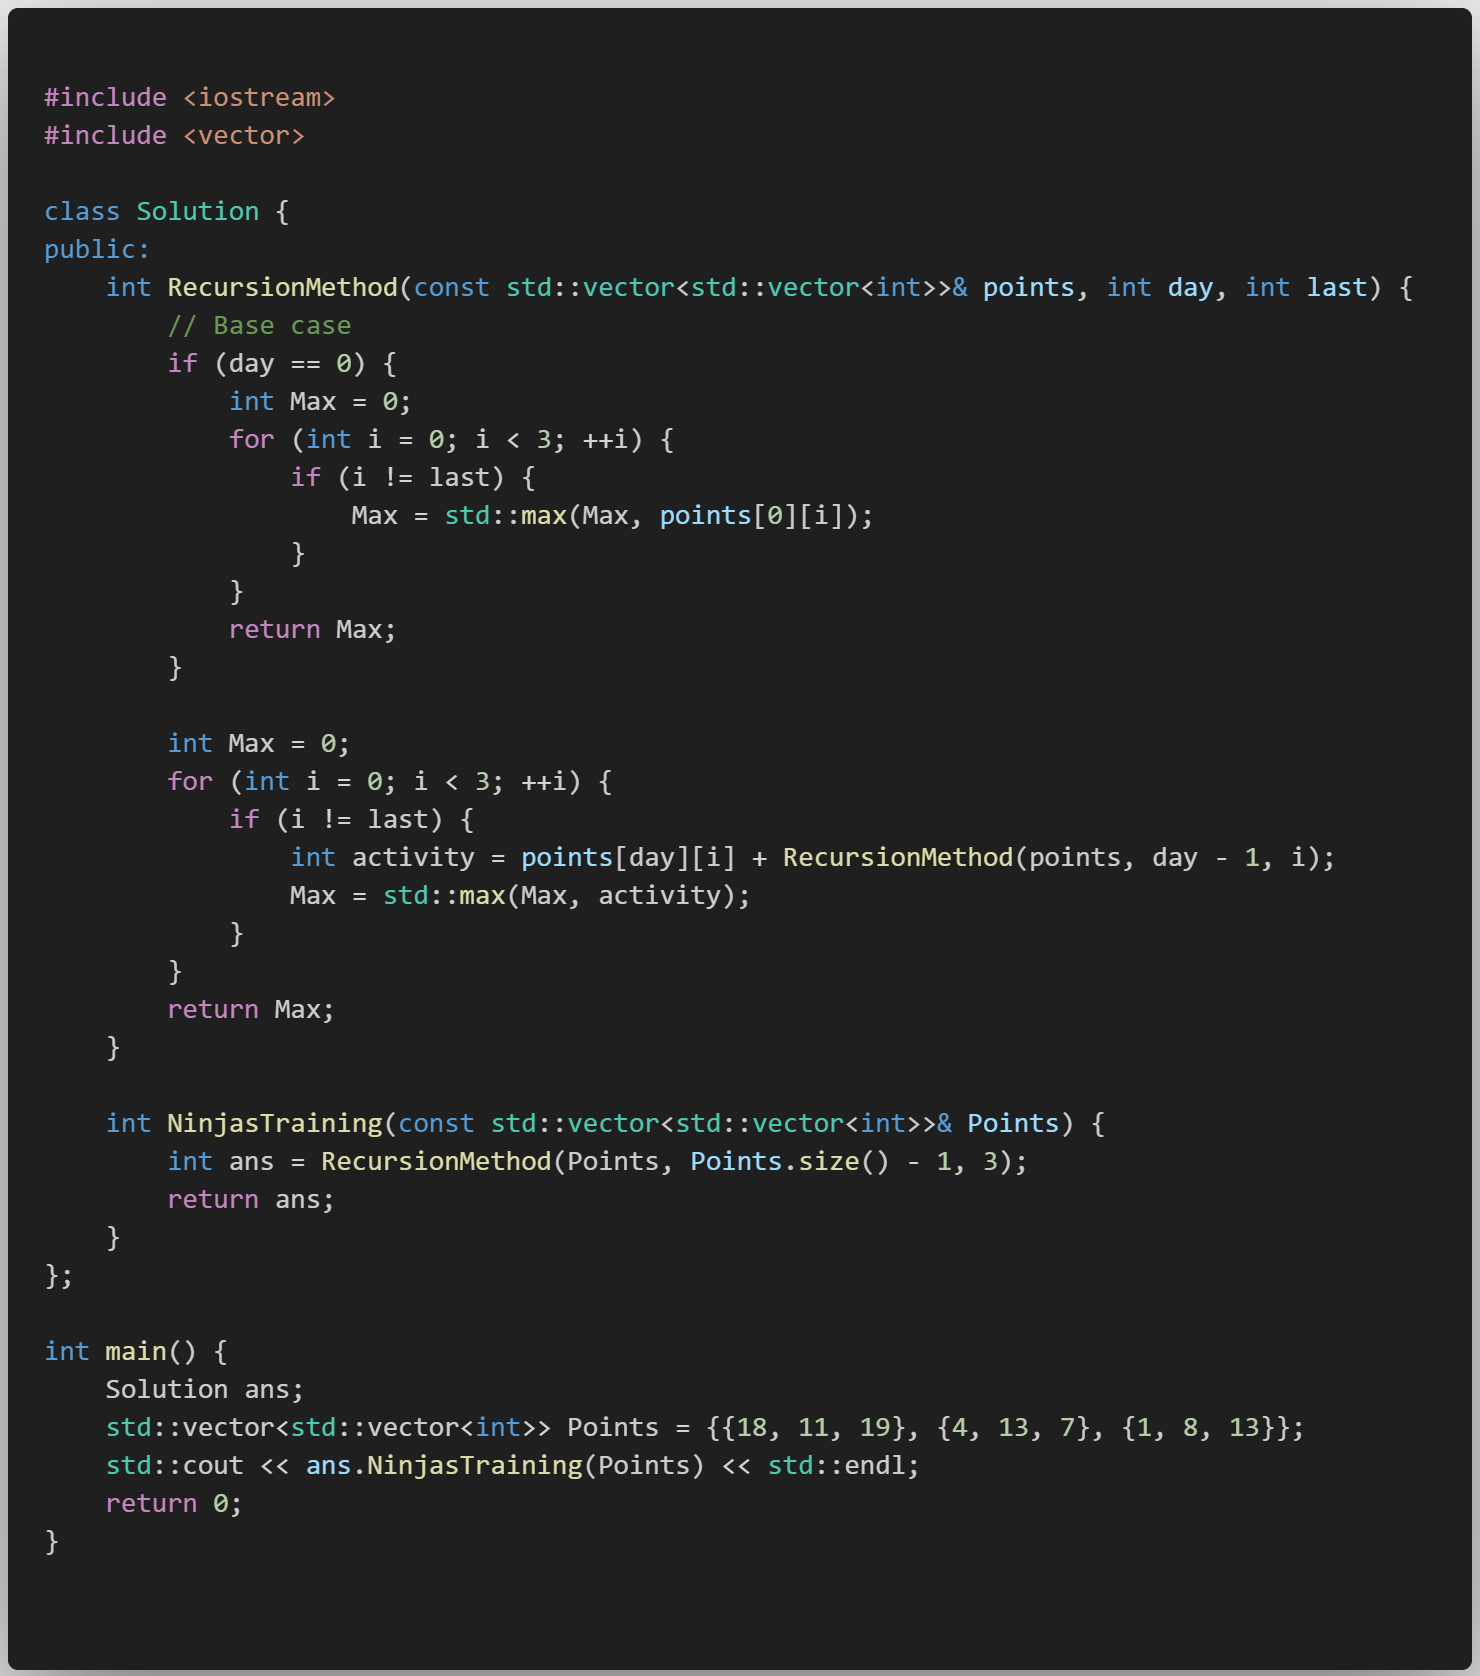 #include <iostream>
#include <vector>

class Solution {
public:
    int RecursionMethod(const std::vector<std::vector<int>>& points, int day, int last) {
        // Base case
        if (day == 0) {
            int Max = 0;
            for (int i = 0; i < 3; ++i) {
                if (i != last) {
                    Max = std::max(Max, points[0][i]);
                }
            }
            return Max;
        }

        int Max = 0;
        for (int i = 0; i < 3; ++i) {
            if (i != last) {
                int activity = points[day][i] + RecursionMethod(points, day - 1, i);
                Max = std::max(Max, activity);
            }
        }
        return Max;
    }

    int NinjasTraining(const std::vector<std::vector<int>>& Points) {
        int ans = RecursionMethod(Points, Points.size() - 1, 3);
        return ans;
    }
};

int main() {
    Solution ans;
    std::vector<std::vector<int>> Points = {{18, 11, 19}, {4, 13, 7}, {1, 8, 13}};
    std::cout << ans.NinjasTraining(Points) << std::endl;
    return 0;
}